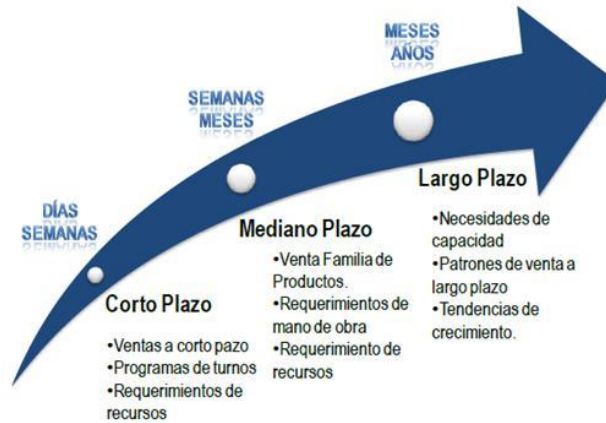 DÍAS
SEMANAS
Corto Plazo
•Ventas a corto pazo
•Programas de turnos
•Requerimientos de
recursos
SEMANAS
MESES
Mediano Plazo
•Venta Familia de
Productos.
•Requerimientos de
mano de obra
•Requerimiento de
recursos
MESES
AÑOS
Largo Plazo
•Necesidades de
capacidad
•Patrones de venta a
largo plazo
•Tendencias de
crecimiento.